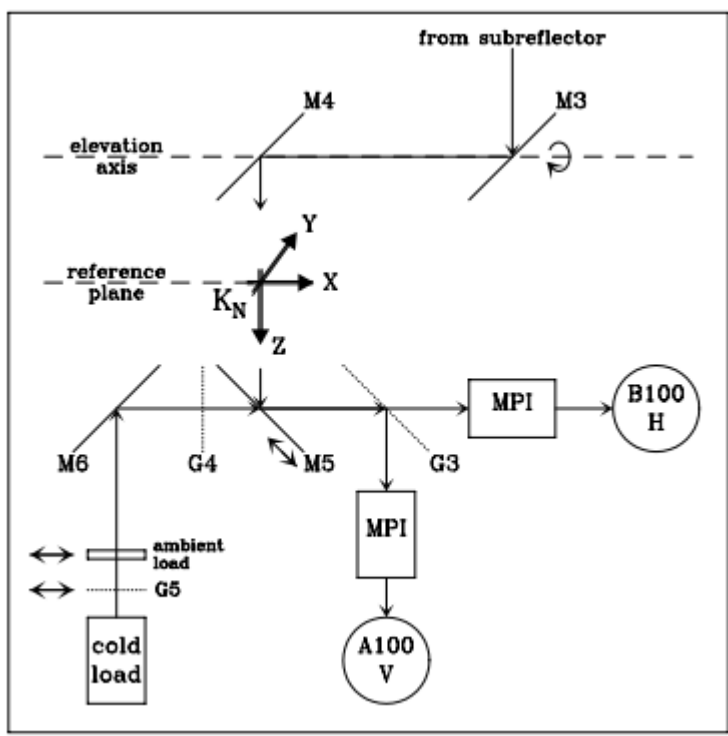 from subreflector
M4
M3
elevation
axis
Y
reference
plane
X
K_N
Z
MPI
B100
H
M6
G4
M5
G3
MPI
ambient
load
G5
cold
load
A100
V